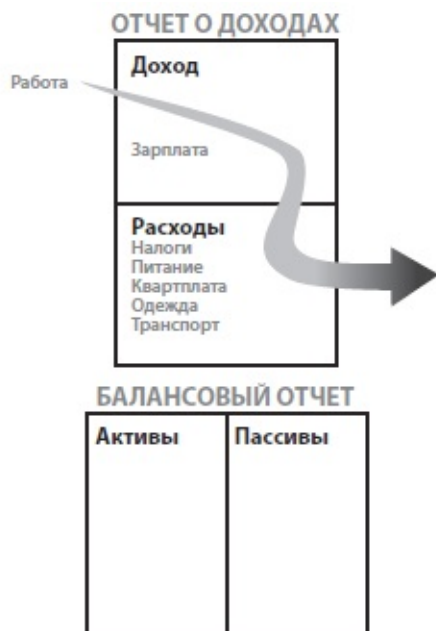 ОТЧЕТ О ДОХОДАХ
Доход
Работа
Зарплата
Расходы
Налоги
Питание
Квартплата
Одежда
Транспорт
БАЛАНСОВЫЙ ОТЧЕТ
Активы
Пассивы